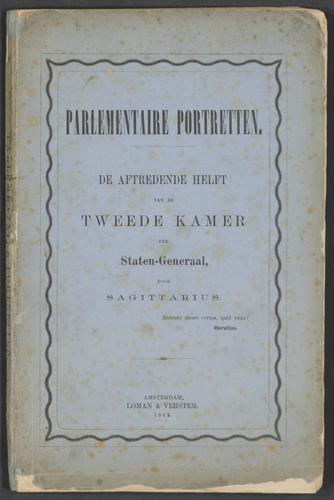 PARLEMENTAIRE PORTRETTEN.
DE AFTREDENDE HELFT
VAN DE
TWEEDE KAMER
DER
Staten-Generaal,
DOOR
SAGITTARIUS.
Ridendo dicere verum, quid vetat?
Horatius.
AMSTERDAM,
LOMAN & VERSTER.